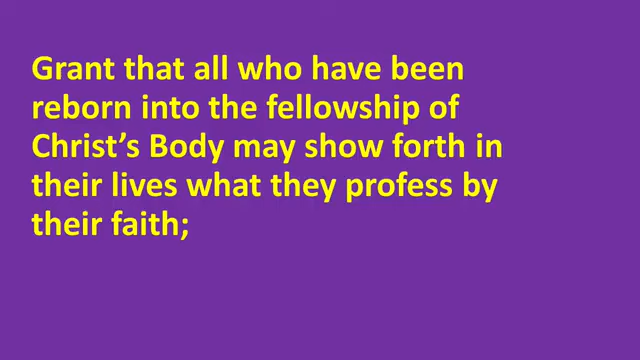 Grant that all who have been
reborn into the fellowship of
Christ’s Body may show forth in
their lives what they profess by
their faith;